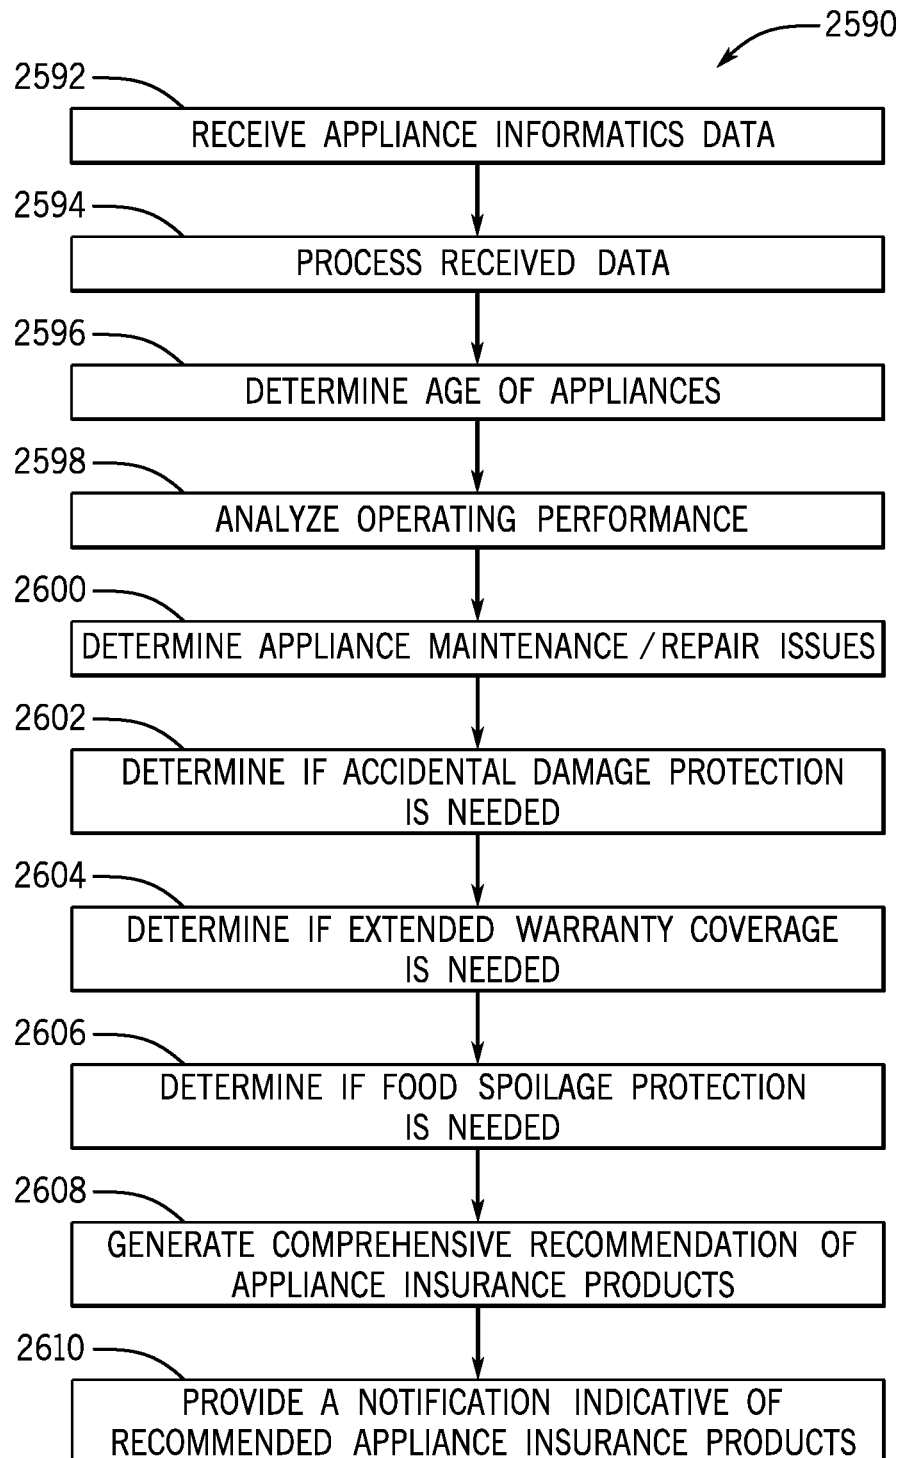 2590
2592
RECEIVE APPLIANCE INFORMATICS DATA
2594
PROCESS RECEIVED DATA
2596
DETERMINE AGE OF APPLIANCES
2598
ANALYZE OPERATING PERFORMANCE
2600
DETERMINE APPLIANCE MAINTENANCE / REPAIR ISSUES
2602
DETERMINE IF ACCIDENTAL DAMAGE PROTECTION
IS NEEDED
2604
DETERMINE IF EXTENDED WARRANTY COVERAGE
IS NEEDED
2606
DETERMINE IF FOOD SPOILAGE PROTECTION
IS NEEDED
2608
GENERATE COMPREHENSIVE RECOMMENDATION OF
APPLIANCE INSURANCE PRODUCTS
2610
PROVIDE A NOTIFICATION INDICATIVE OF
RECOMMENDED APPLIANCE INSURANCE PRODUCTS